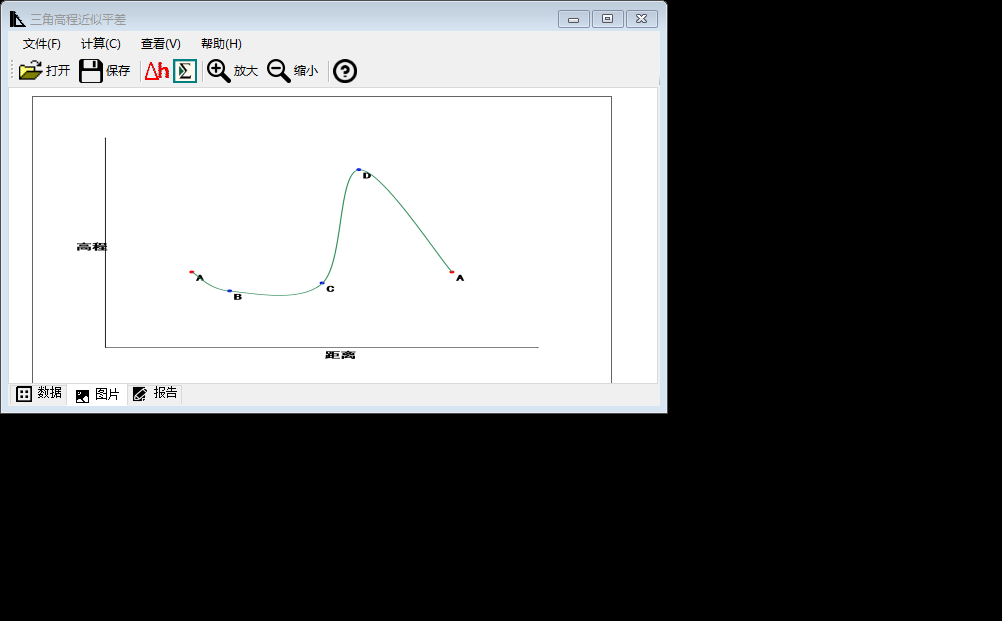 三角高程近似平差
文件(F) 计算(C) 查看(V) 帮助(H)
打开 保存 Δh Σ 放大 缩小 ?
D
高程
A A
B C
距离
数据 图片 报告